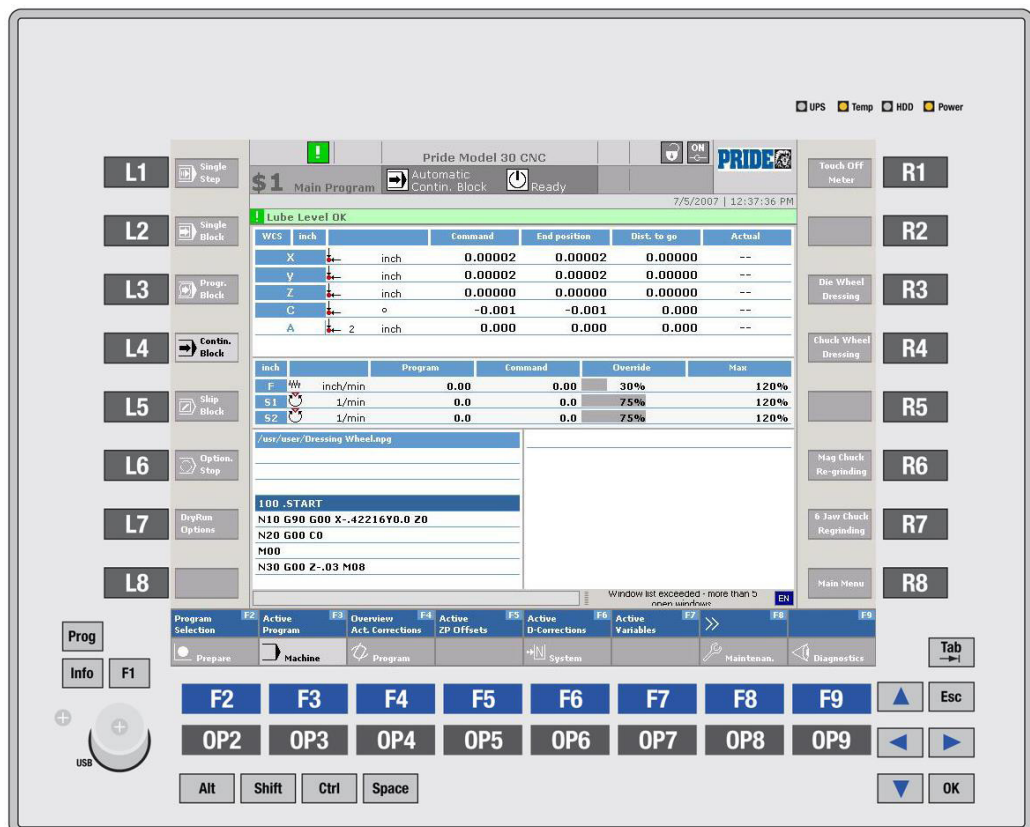 UPS Temp HDD Power
L1
L2
L3
L4
L5
L6
L7
L8
Single Step
Single Block
Progr. Block
Contin. Block
Skip Block
Option. Stop
DryRun Options
!
Pride Model 30 CNC
ON
PRIDE
$1 Main Program
Automatic
Contin. Block
Ready
7/5/2007 | 12:37:36 PM
! Lube Level OK
WCS inch Command End position Dist. to go Actual
X inch 0.00002 0.00002 0.00000 --
y inch 0.00002 0.00002 0.00000 --
Z inch 0.00000 0.00000 0.00000 --
C ° -0.001 -0.001 0.000 --
A 2 inch 0.000 0.000 0.000 --
inch Program Command Override Max
F inch/min 0.00 0.00 30% 120%
S1 1/min 0.0 0.0 75% 120%
S2 1/min 0.0 0.0 75% 120%
/usr/user/Dressing Wheel.npg
100 .START
N10 G90 G00 X-.42216Y0.0 Z0
N20 G00 C0
M00
N30 G00 Z-.03 M08
Window list exceeded - more than 5
open windows
EN
Touch Off Meter
Die Wheel Dressing
Chuck Wheel Dressing
Mag Chuck Re-grinding
6 Jaw Chuck Regrinding
Main Menu
R1
R2
R3
R4
R5
R6
R7
R8
Program Selection F2
Active Program F3
Overview Act. Corrections F4
Active ZP Offsets F5
Active D-Corrections F6
Active Variables F7
>> F8
F9
Prepare Machine Program System Maintenan. Diagnostics
Prog
Info F1
USB
F2 F3 F4 F5 F6 F7 F8 F9
OP2 OP3 OP4 OP5 OP6 OP7 OP8 OP9
Alt Shift Ctrl Space
Tab
Esc
OK